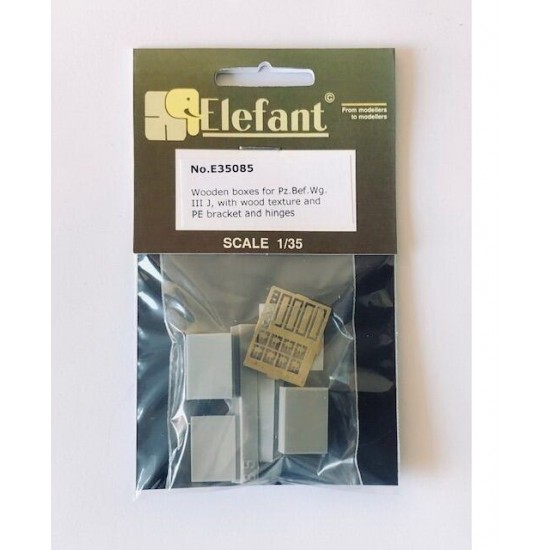 Elefant ©
From modellers
to modellers
No.E35085
Wooden boxes for Pz.Bef.Wg.
III J, with wood texture and
PE bracket and hinges
SCALE 1/35